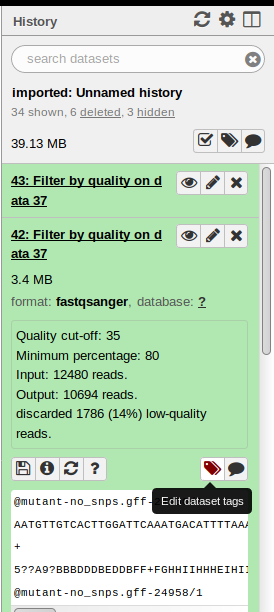 History
search datasets
imported: Unnamed history
34 shown, 6 deleted, 3 hidden
39.13 MB
43: Filter by quality on d
ata 37
42: Filter by quality on d
ata 37
3.4 MB
format: fastqsanger, database: ?
Quality cut-off: 35
Minimum percentage: 80
Input: 12480 reads.
Output: 10694 reads.
discarded 1786 (14%) low-quality
reads.
Edit dataset tags
@mutant-no_snps.gff-
AATGTTGTCACTTGGATTCAAATGACATTTTAAA
+
5??A9?BBBDDDBEDDBFF+FGHHIIHHHEIHII
@mutant-no_snps.gff-24958/1